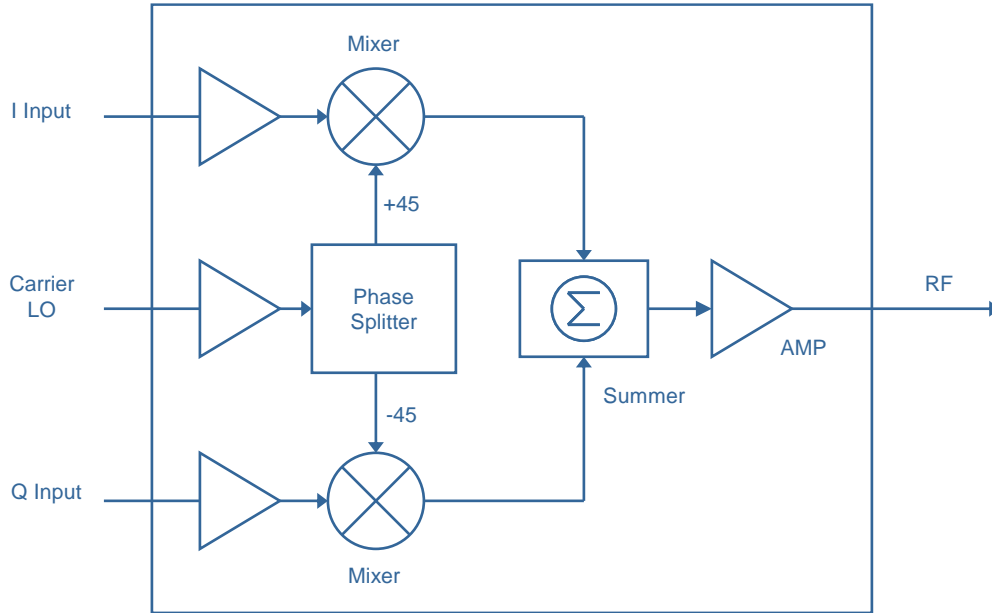 Mixer
I Input
+45
Carrier
LO
Phase
Splitter
Σ
RF
AMP
Summer
-45
Q Input
Mixer